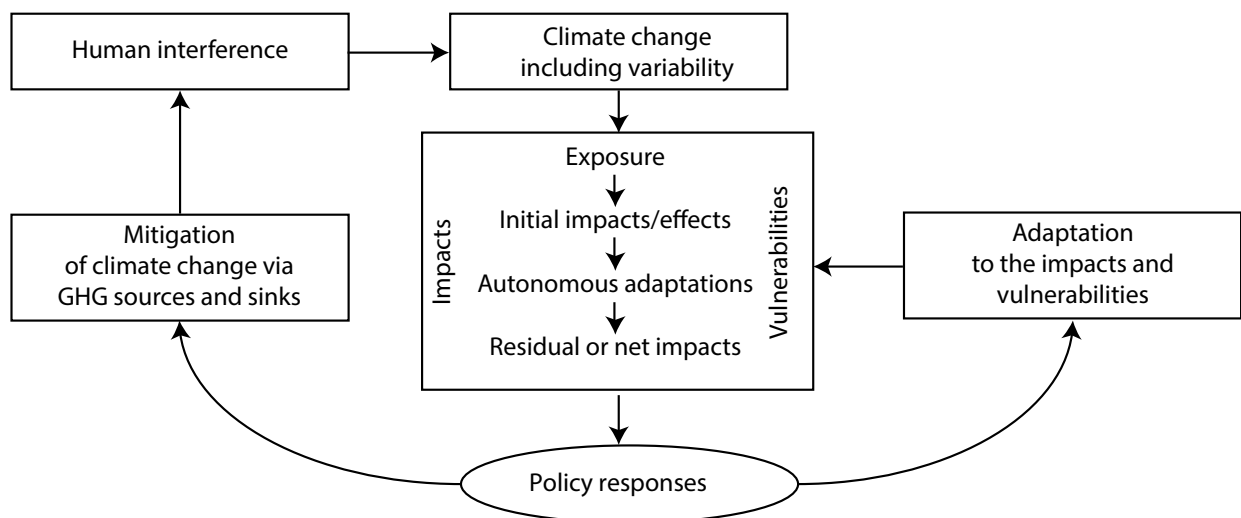 Human interference
Climate change
including variability
Exposure
Initial impacts/effects
Autonomous adaptations
Residual or net impacts
Impacts
Vulnerabilities
Mitigation
of climate change via
GHG sources and sinks
Adaptation
to the impacts and
vulnerabilities
Policy responses